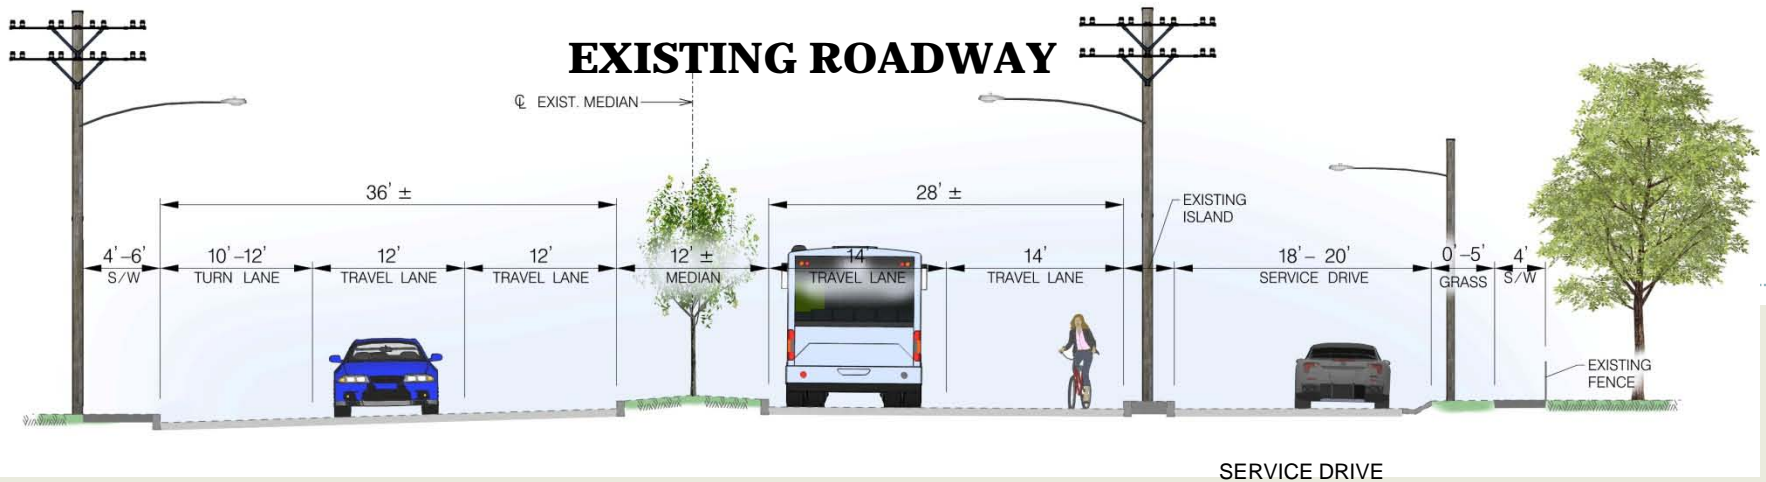 EXISTING ROADWAY
℄ EXIST. MEDIAN
36' ±
28' ±
EXISTING
ISLAND
4'-6'
S/W
10'-12'
TURN LANE
12'
TRAVEL LANE
12'
TRAVEL LANE
12' ±
MEDIAN
14'
TRAVEL LANE
14'
TRAVEL LANE
18'- 20'
SERVICE DRIVE
0'-5'
GRASS
4'
S/W
EXISTING
FENCE
SERVICE DRIVE